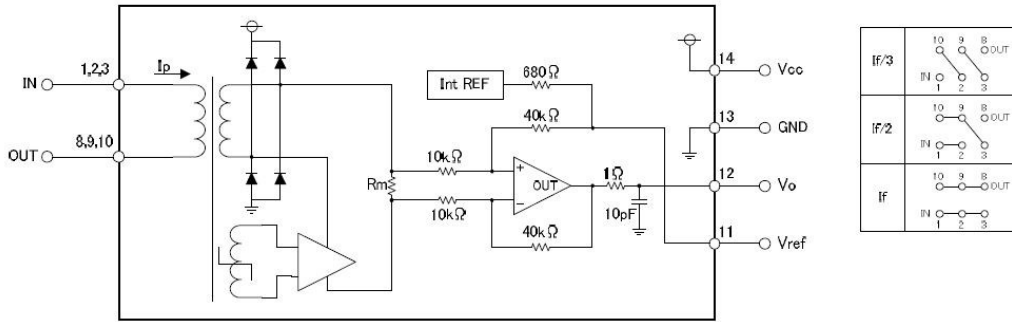 1,2,3
Ip
IN
8,9,10
OUT
Rm
Int REF
680Ω
40kΩ
10kΩ
+
OUT
−
10kΩ
40kΩ
1Ω
10pF
14
Vcc
13
GND
12
Vo
11
Vref
If/3
10 9 8
OUT
IN
1 2 3
If/2
10 9 8
OUT
IN
1 2 3
If
10 9 8
OUT
IN
1 2 3